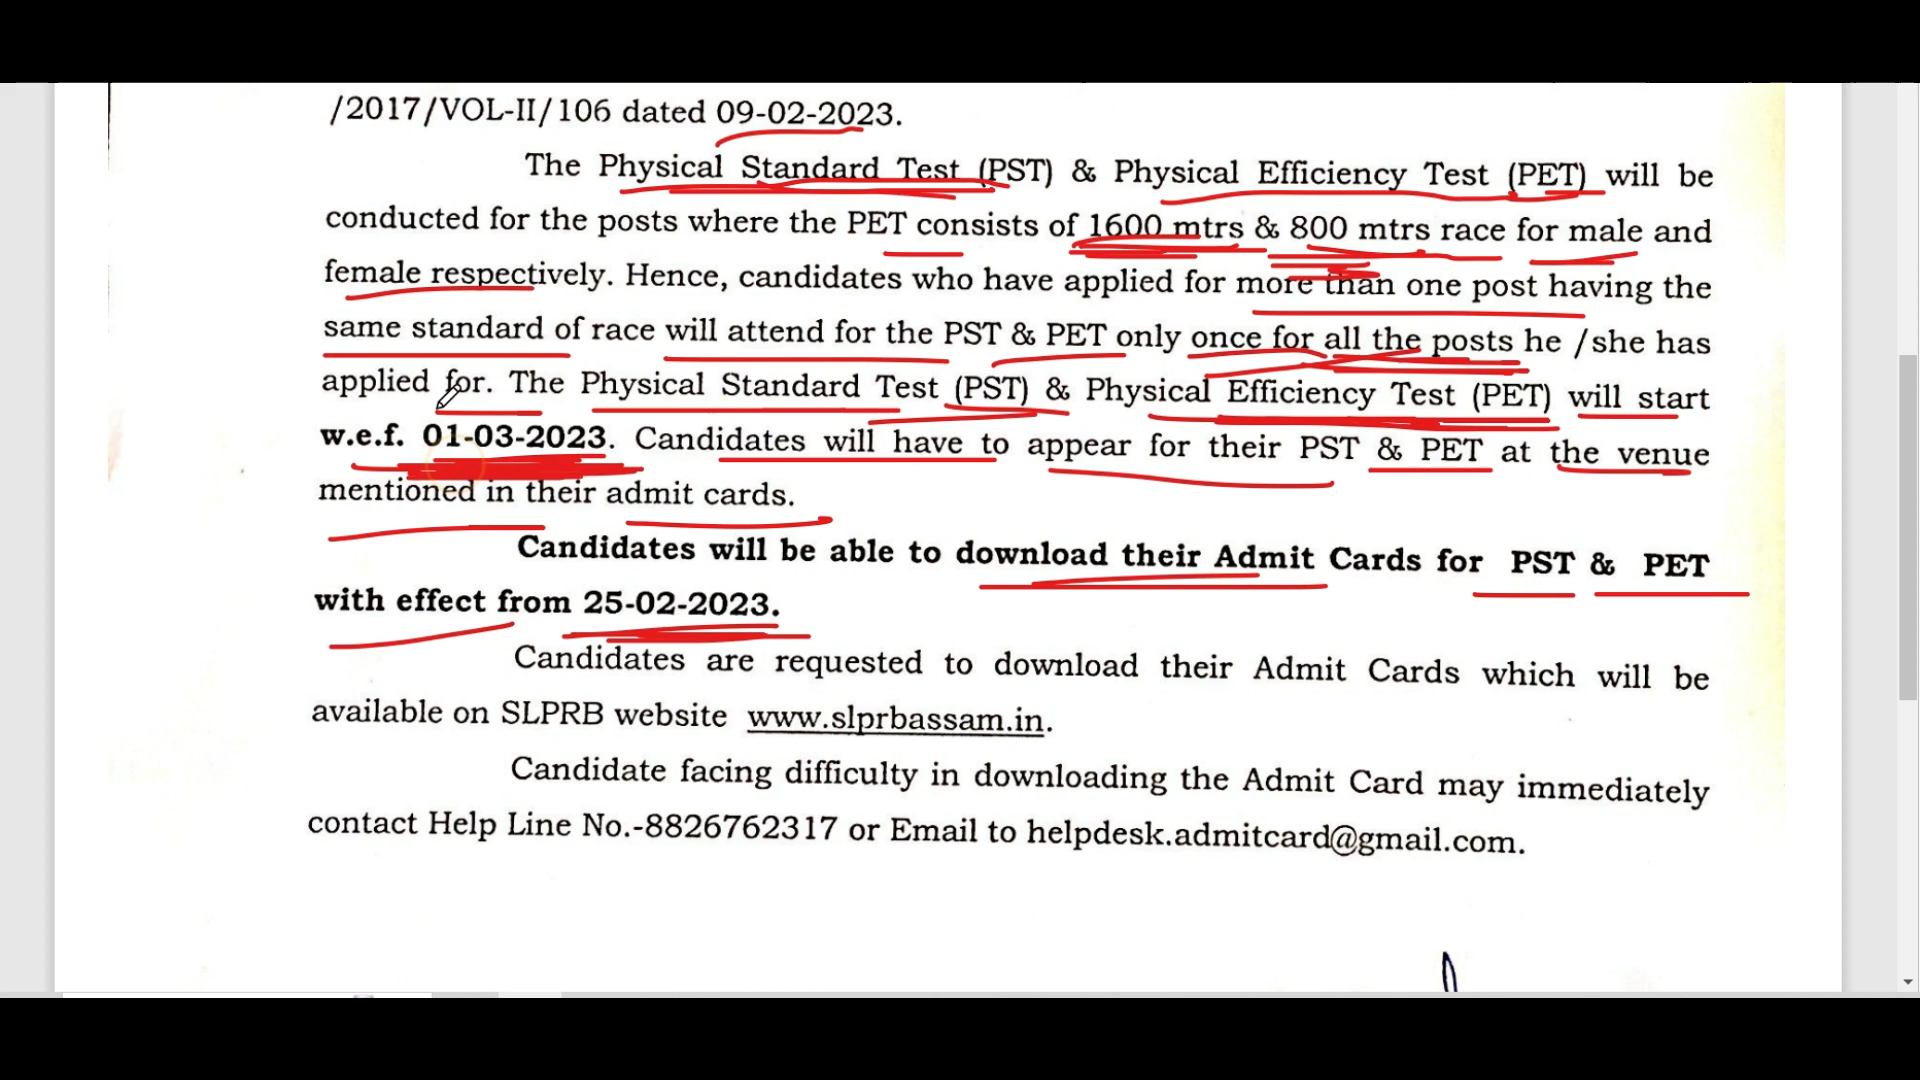 /2017/VOL-II/106 dated 09-02-2023.
The Physical Standard Test (PST) & Physical Efficiency Test (PET) will be
conducted for the posts where the PET consists of 1600 mtrs & 800 mtrs race for male and
female respectively. Hence, candidates who have applied for more than one post having the
same standard of race will attend for the PST & PET only once for all the posts he /she has
applied for. The Physical Standard Test (PST) & Physical Efficiency Test (PET) will start
w.e.f. 01-03-2023. Candidates will have to appear for their PST & PET at the venue
mentioned in their admit cards.
Candidates will be able to download their Admit Cards for PST & PET
with effect from 25-02-2023.
Candidates are requested to download their Admit Cards which will be
available on SLPRB website www.slprbassam.in.
Candidate facing difficulty in downloading the Admit Card may immediately
contact Help Line No.-8826762317 or Email to helpdesk.admitcard@gmail.com.